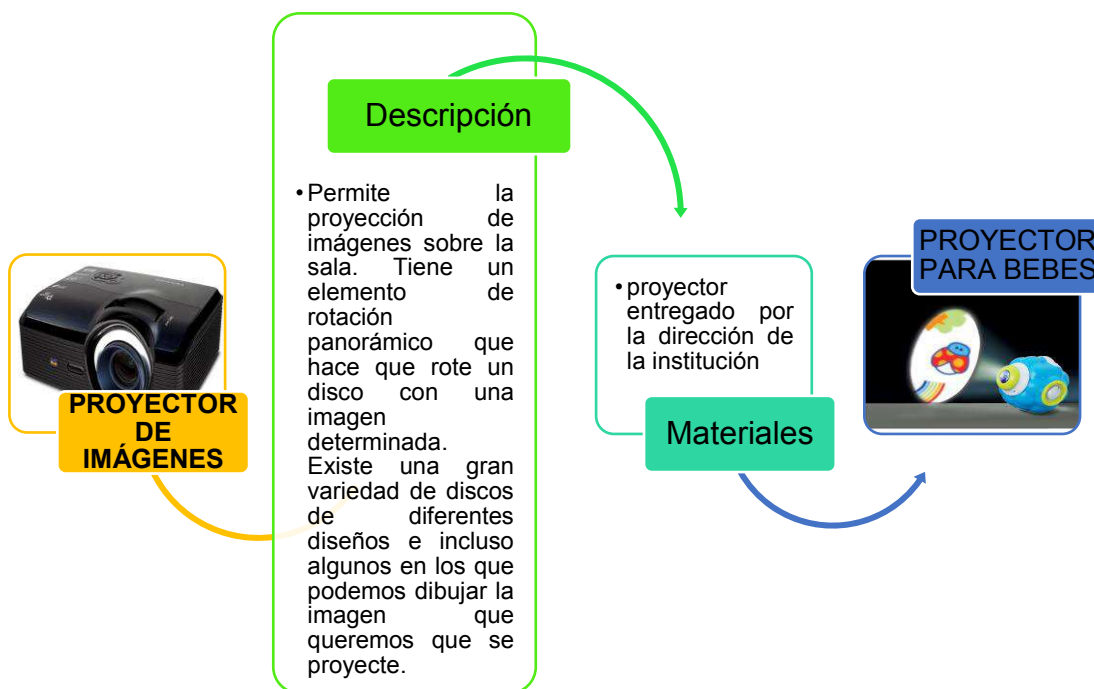 PROYECTOR
DE
IMÁGENES
Descripción
•Permite la
proyección de
imágenes sobre la
sala. Tiene un
elemento de
rotación
panorámico que
hace que rote un
disco con una
imagen
determinada.
Existe una gran
variedad de discos
de diferentes
diseños e incluso
algunos en los que
podemos dibujar la
imagen que
queremos que se
proyecte.
•proyector
entregado por
la dirección de
la institución
Materiales
PROYECTOR
PARA BEBES